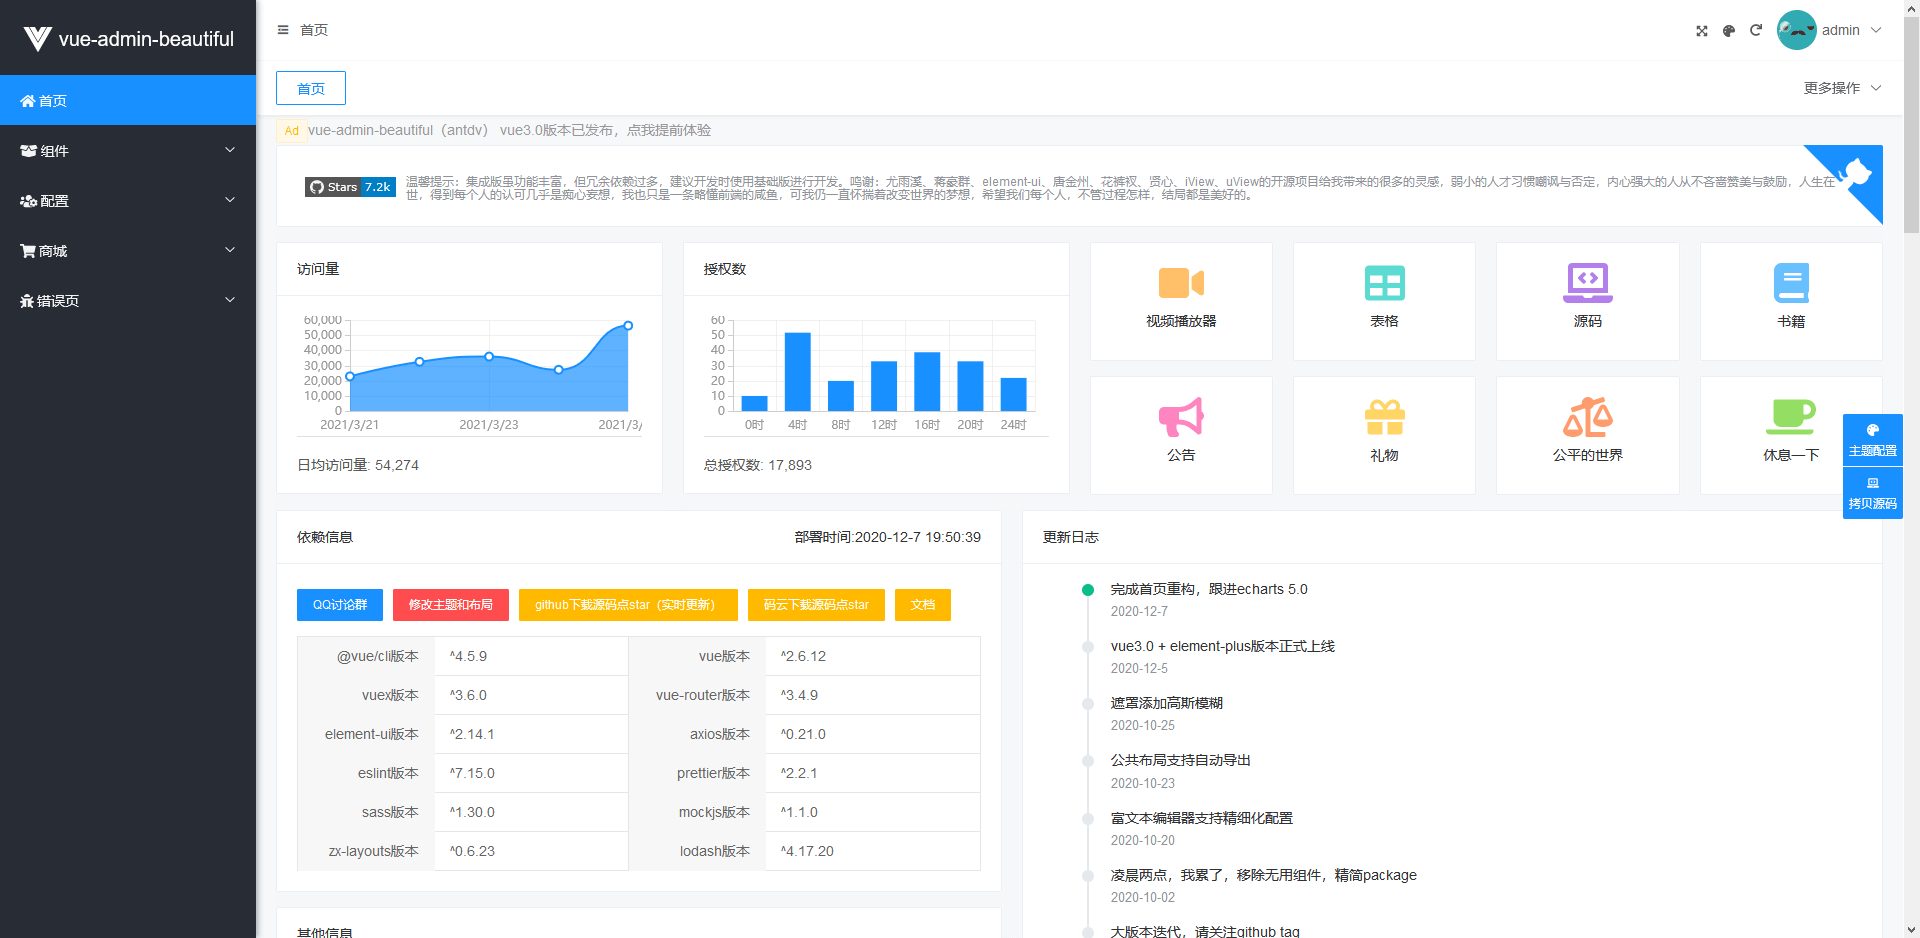 vue-admin-beautiful
首页
组件
配置
商城
错误页
首页
admin
首页
更多操作
Ad vue-admin-beautiful（antdv） vue3.0版本已发布，点我提前体验
Stars 7.2k
温馨提示：集成版虽功能丰富，但冗余依赖过多，建议开发时使用基础版进行开发。鸣谢：尤雨溪、蒋豪群、element-ui、唐金州、花裤衩、贤心、iView、uView的开源项目给我带来的很多的灵感，弱小的人才习惯嘲讽与否定，内心强大的人从不吝啬赞美与鼓励，人生在
世，得到每个人的认可几乎是痴心妄想，我也只是一条略懂前端的咸鱼，可我仍一直怀揣着改变世界的梦想，希望我们每个人，不管过程怎样，结局都是美好的。
访问量
60,000
50,000
40,000
30,000
20,000
10,000
0
2021/3/21 2021/3/23 2021/3/
日均访问量: 54,274
授权数
60
50
40
30
20
10
0
0时 4时 8时 12时 16时 20时 24时
总授权数: 17,893
视频播放器
表格
源码
书籍
公告
礼物
公平的世界
休息一下
主题配置
拷贝源码
依赖信息 部署时间:2020-12-7 19:50:39
QQ讨论群 修改主题和布局 github下载源码点star（实时更新） 码云下载源码点star 文档
@vue/cli版本 ^4.5.9 vue版本 ^2.6.12
vuex版本 ^3.6.0 vue-router版本 ^3.4.9
element-ui版本 ^2.14.1 axios版本 ^0.21.0
eslint版本 ^7.15.0 prettier版本 ^2.2.1
sass版本 ^1.30.0 mockjs版本 ^1.1.0
zx-layouts版本 ^0.6.23 lodash版本 ^4.17.20
其他信息
更新日志
完成首页重构，跟进echarts 5.0
2020-12-7
vue3.0 + element-plus版本正式上线
2020-12-5
遮罩添加高斯模糊
2020-10-25
公共布局支持自动导出
2020-10-23
富文本编辑器支持精细化配置
2020-10-20
凌晨两点，我累了，移除无用组件，精简package
2020-10-02
大版本迭代，请关注github tag